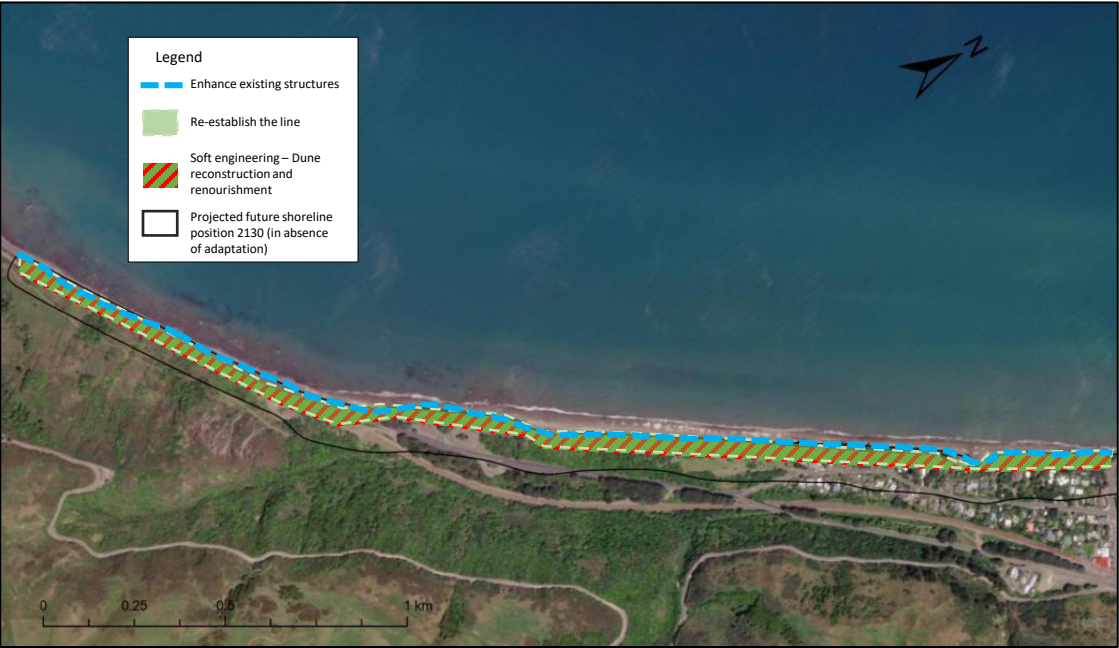 Legend
Enhance existing structures
Re-establish the line
Soft engineering – Dune
reconstruction and
renourishment
Projected future shoreline
position 2130 (in absence
of adaptation)
N
0
0.25
0.5
1 km